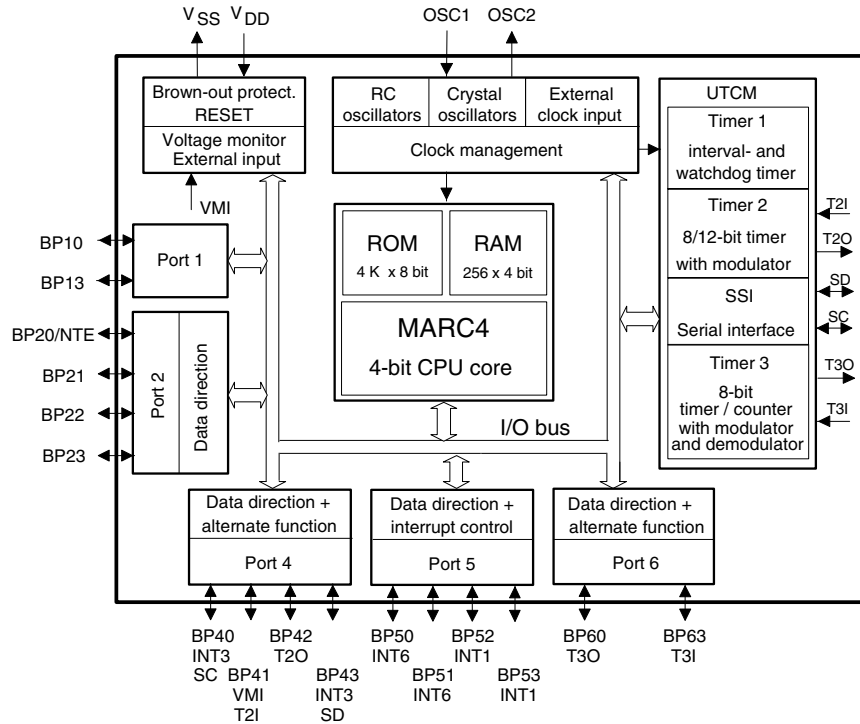 VSS
VDD
OSC1
OSC2
Brown-out protect.
RESET
Voltage monitor
External input
VMI
RC
oscillators
Crystal
oscillators
External
clock input
Clock management
UTCM
Timer 1
interval- and
watchdog timer
Timer 2
8/12-bit timer
with modulator
SSI
Serial interface
Timer 3
8-bit
timer / counter
with modulator
and demodulator
T2I
T2O
SD
SC
T3O
T3I
ROM
4 K x 8 bit
RAM
256 x 4 bit
MARC4
4-bit CPU core
I/O bus
BP10
BP13
Port 1
BP20/NTE
BP21
BP22
BP23
Port 2
Data direction
Data direction +
alternate function
Port 4
Data direction +
interrupt control
Port 5
Data direction +
alternate function
Port 6
BP40
INT3
SC
BP41
VMI
T2I
BP42
T2O
BP43
INT3
SD
BP50
INT6
BP51
INT6
BP52
INT1
BP53
INT1
BP60
T3O
BP63
T3I